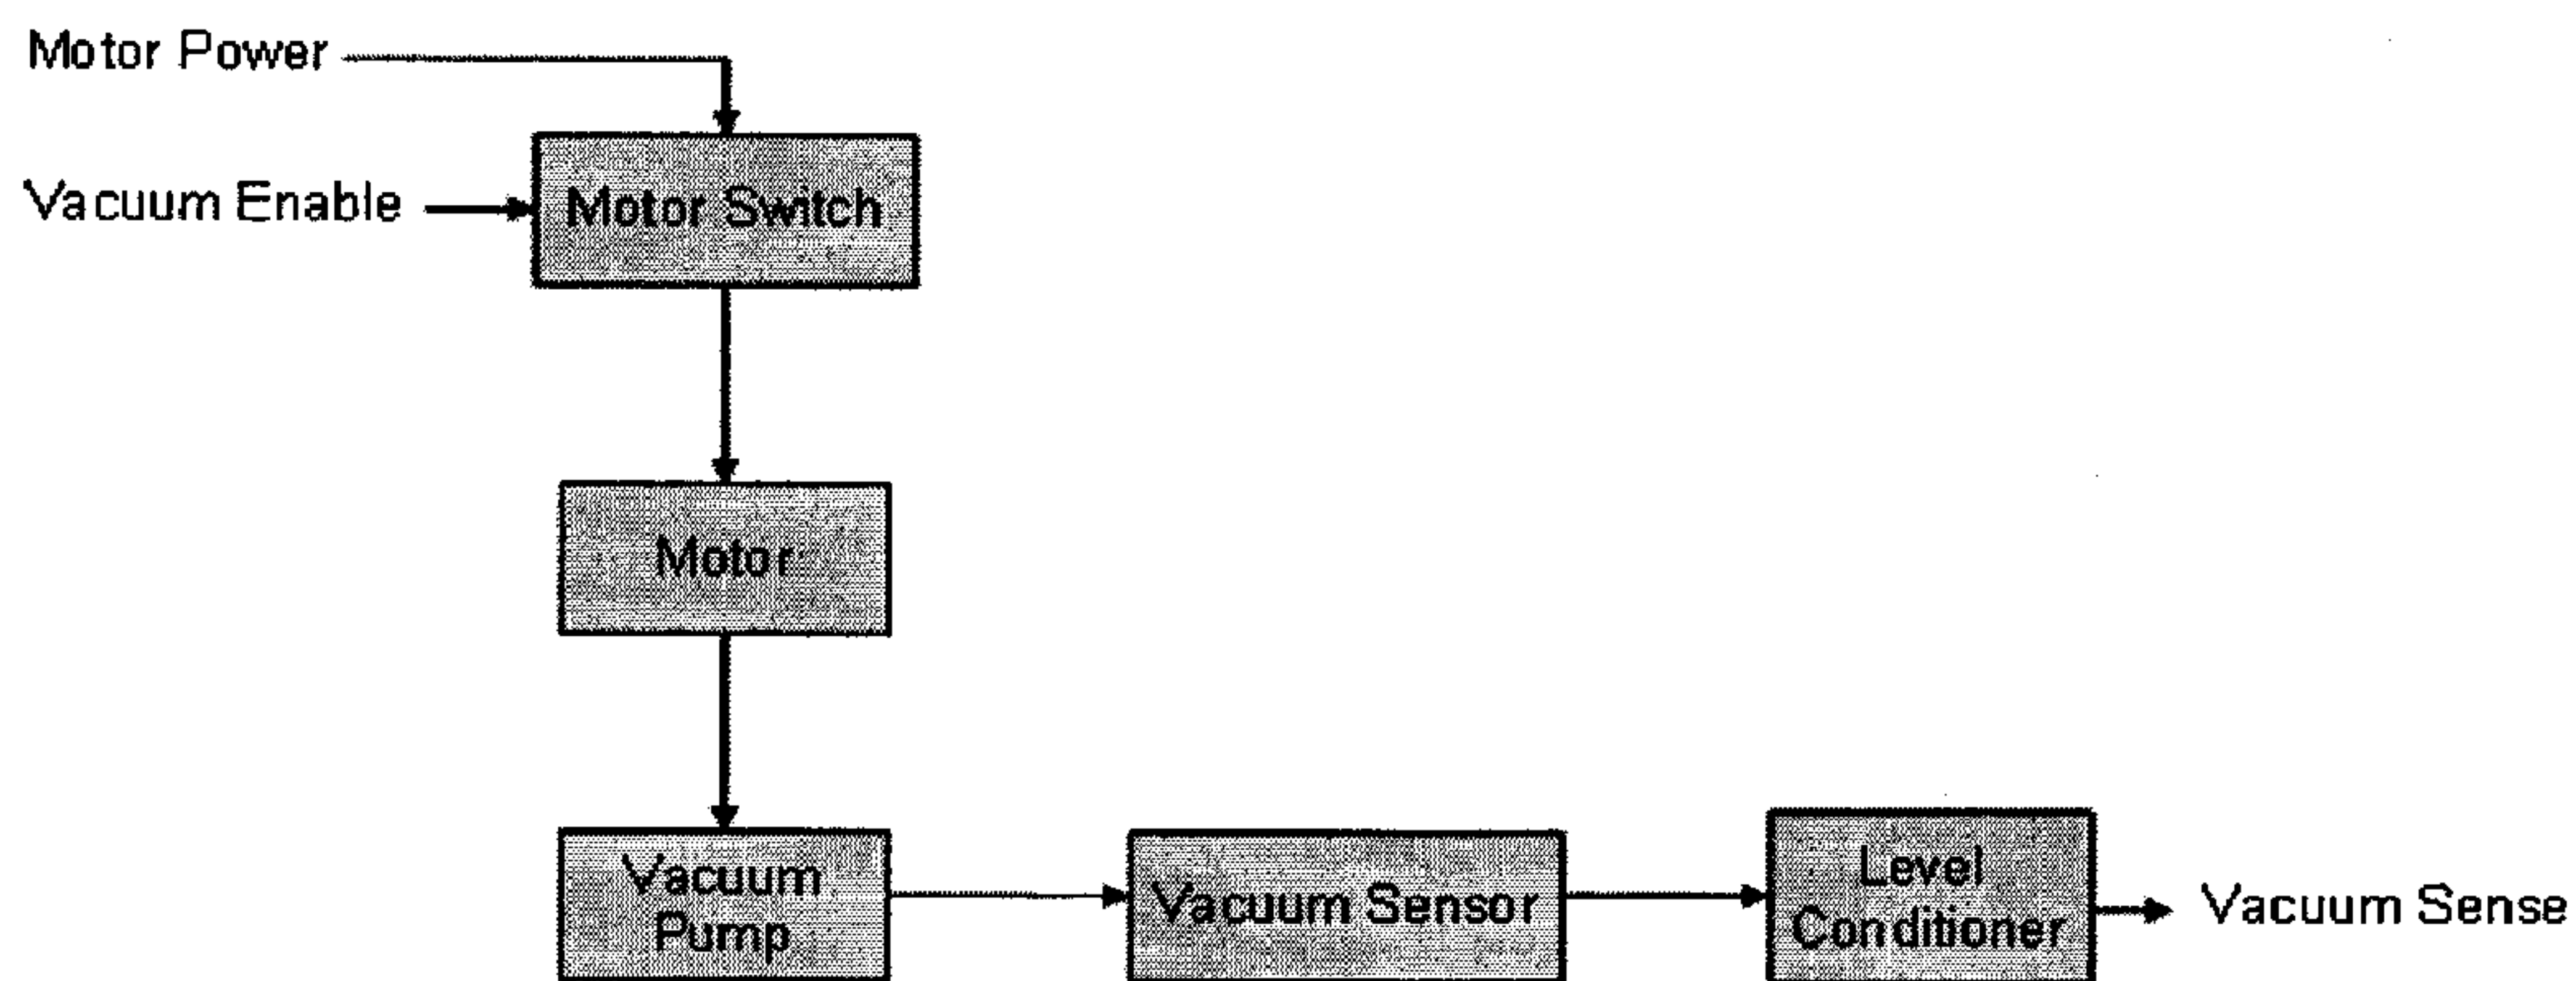 Motor Power
Vacuum Enable
Motor Switch
Motor
Vacuum
Pump
Vacuum Sensor
Level
Conditioner
Vacuum Sense